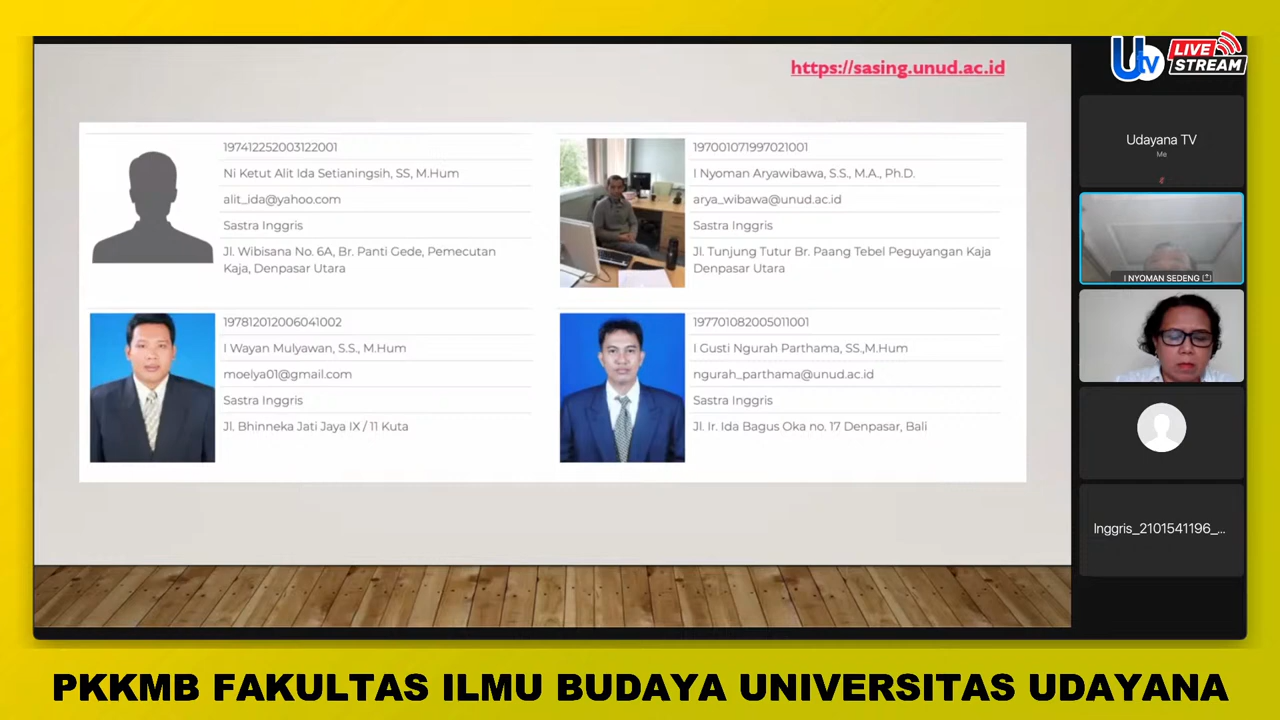 https://sasing.unud.ac.id
197412252003122001
Ni Ketut Alit Ida Setianingsih, SS, M.Hum
alit_ida@yahoo.com
Sastra Inggris
Jl. Wibisana No. 6A, Br. Panti Gede, Pemecutan
Kaja, Denpasar Utara
197001071997021001
I Nyoman Aryawibawa, S.S., M.A., Ph.D.
arya_wibawa@unud.ac.id
Sastra Inggris
Jl. Tunjung Tutur Br. Paang Tebel Peguyangan Kaja
Denpasar Utara
197812012006041002
I Wayan Mulyawan, S.S., M.Hum
moelya01@gmail.com
Sastra Inggris
Jl. Bhinneka Jati Jaya IX / 11 Kuta
197701082005011001
I Gusti Ngurah Parthama, SS.,M.Hum
ngurah_parthama@unud.ac.id
Sastra Inggris
Jl. Ir. Ida Bagus Oka no. 17 Denpasar, Bali
Utv
LIVE
STREAM
Udayana TV
Me
I NYOMAN SEDENG
Inggris_2101541196_...
PKKMB FAKULTAS ILMU BUDAYA UNIVERSITAS UDAYANA